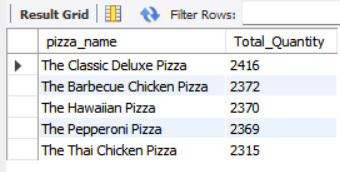 Result Grid Filter Rows:
pizza_name Total_Quantity
The Classic Deluxe Pizza 2416
The Barbecue Chicken Pizza 2372
The Hawaiian Pizza 2370
The Pepperoni Pizza 2369
The Thai Chicken Pizza 2315